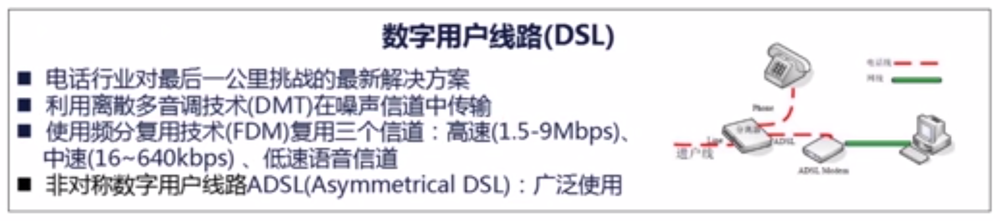 数字用户线路(DSL)
■ 电话行业对最后一公里挑战的最新解决方案
■ 利用离散多音调技术(DMT)在噪声信道中传输
■ 使用频分复用技术(FDM)复用三个信道：高速(1.5-9Mbps)、
中速(16~640kbps) 、低速语音信道
■ 非对称数字用户线路ADSL(Asymmetrical DSL)：广泛使用
电话线
网线
Phone
分离器
Line
ADSL
进户线
ADSL Modem